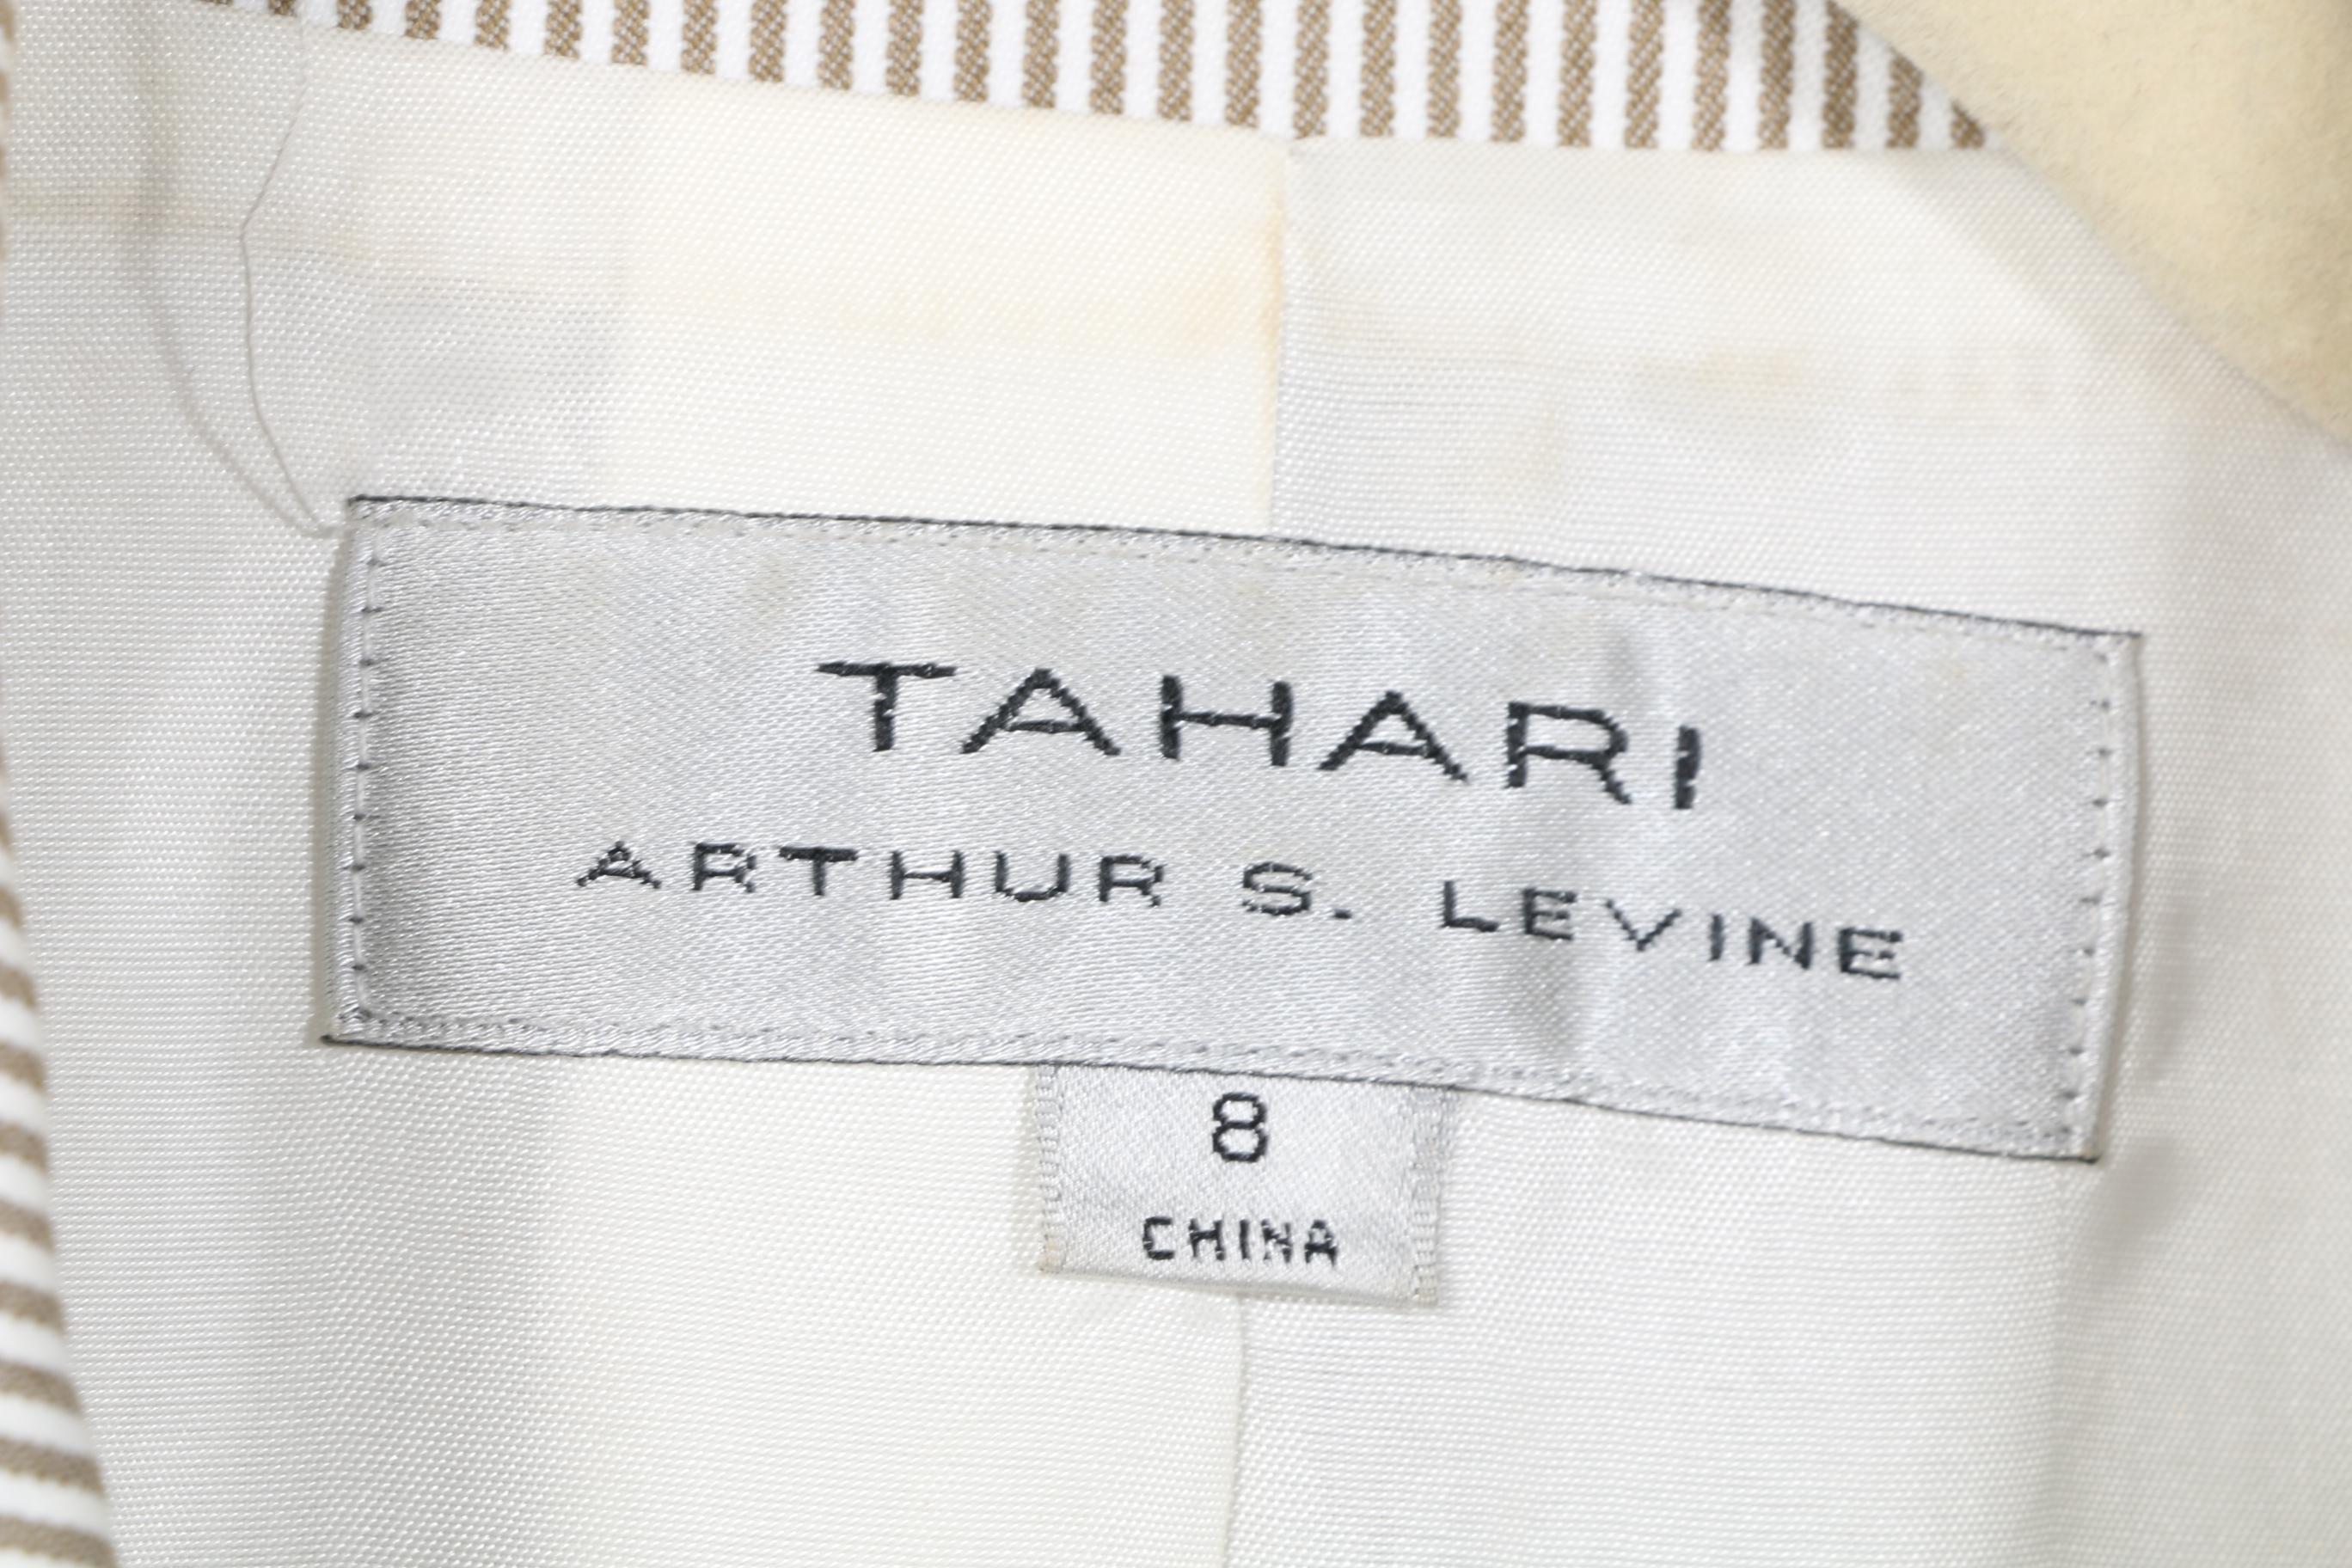 TAHARI
ARTHUR S. LEVINE
8
CHINA